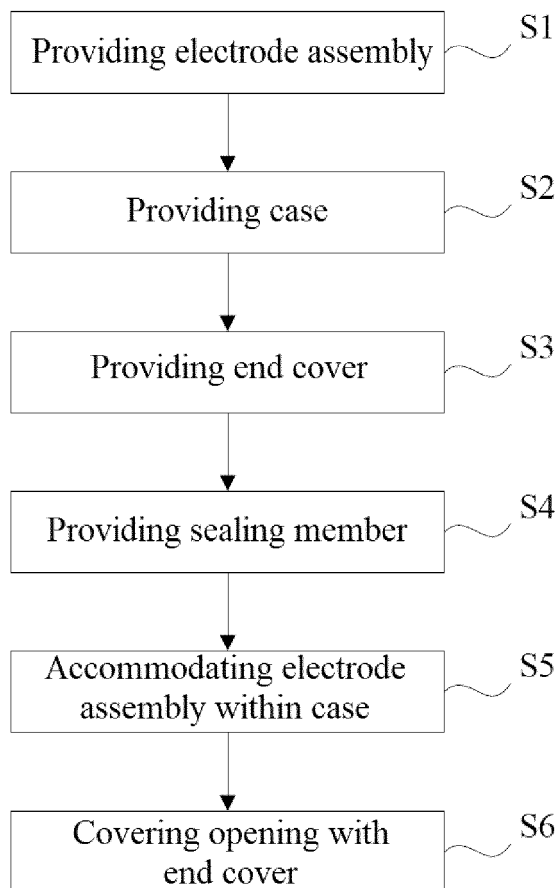 Providing electrode assembly
S1
Providing case
S2
Providing end cover
S3
Providing sealing member
S4
Accommodating electrode
assembly within case
S5
Covering opening with
end cover
S6